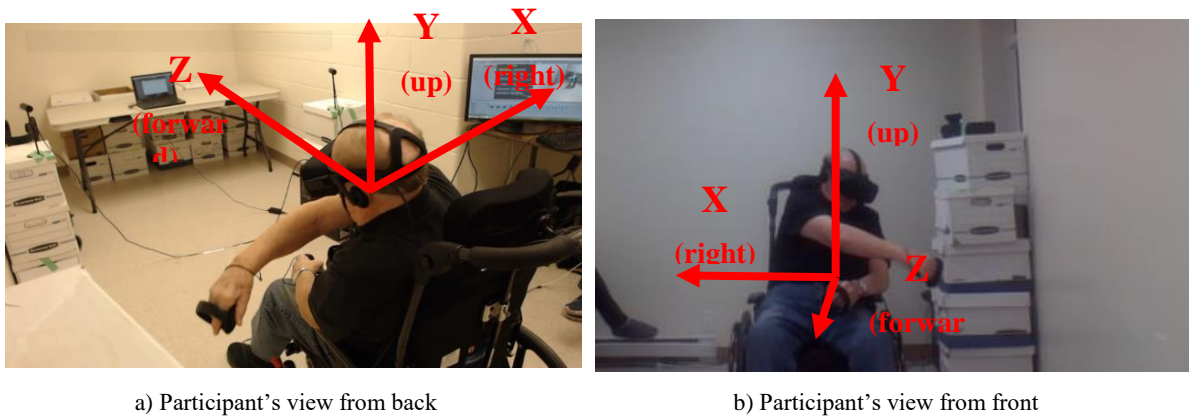 X
Y
Z
(up)
(right)
(forwar
d)
Y
(up)
X
(right)
Z
(forwar
a) Participant's view from back
b) Participant's view from front